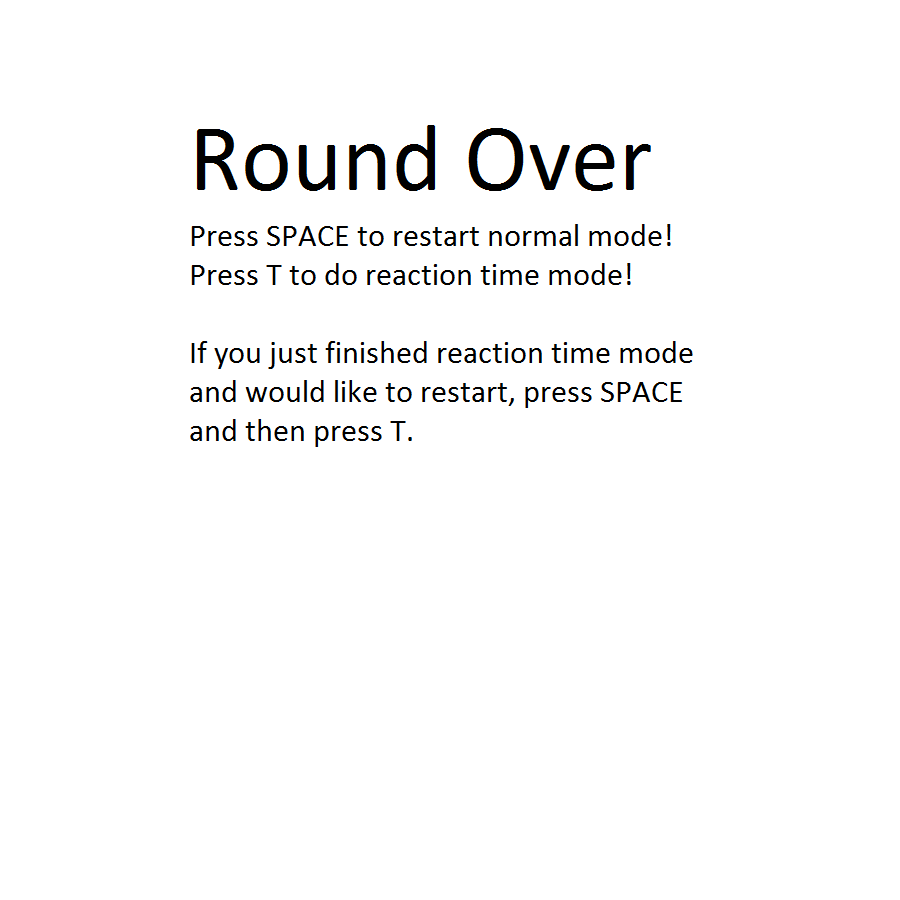 Round Over
Press SPACE to restart normal mode!
Press T to do reaction time mode!
If you just finished reaction time mode
and would like to restart, press SPACE
and then press T.